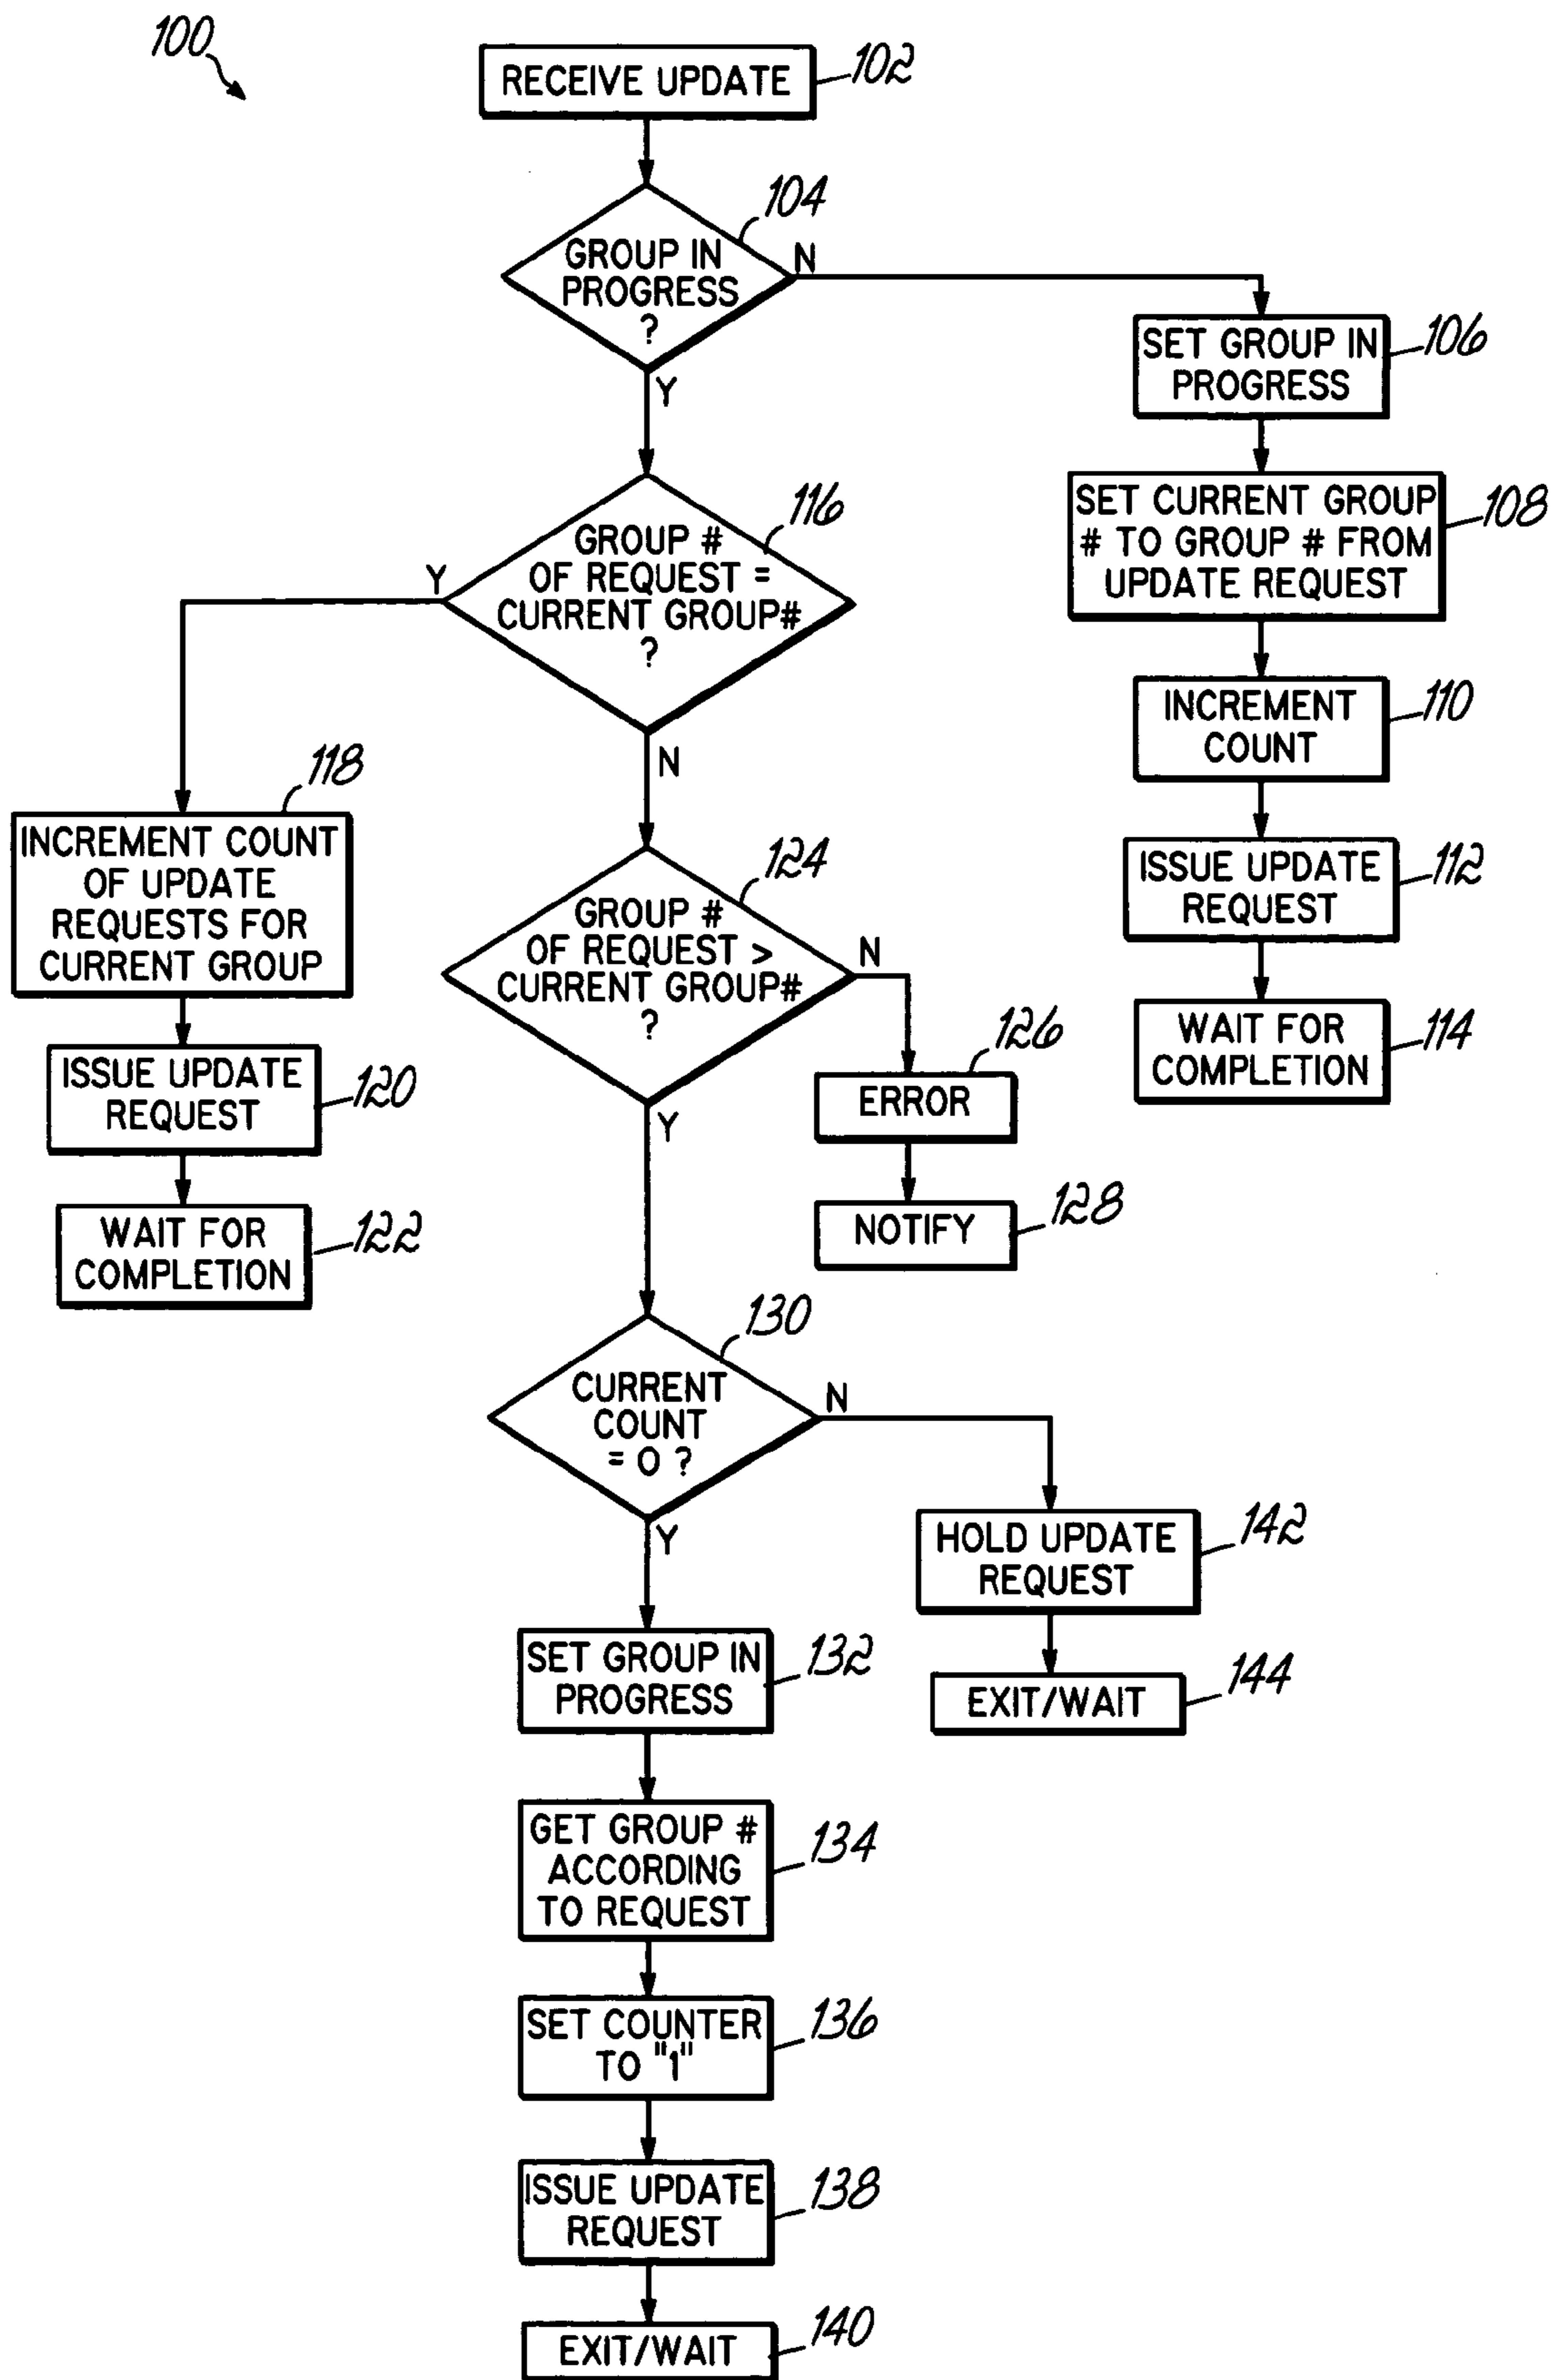 100
RECEIVE UPDATE
102
GROUP IN
PROGRESS
?
104
N
Y
SET GROUP IN
PROGRESS
106
SET CURRENT GROUP
# TO GROUP # FROM
UPDATE REQUEST
108
INCREMENT
COUNT
110
ISSUE UPDATE
REQUEST
112
WAIT FOR
COMPLETION
114
GROUP #
OF REQUEST =
CURRENT GROUP#
?
116
Y
N
INCREMENT COUNT
OF UPDATE
REQUESTS FOR
CURRENT GROUP
118
ISSUE UPDATE
REQUEST
120
WAIT FOR
COMPLETION
122
GROUP #
OF REQUEST >
CURRENT GROUP#
?
124
N
Y
ERROR
126
NOTIFY
128
CURRENT
COUNT
= 0 ?
130
N
Y
HOLD UPDATE
REQUEST
142
EXIT/WAIT
144
SET GROUP IN
PROGRESS
132
GET GROUP #
ACCORDING
TO REQUEST
134
SET COUNTER
TO "1"
136
ISSUE UPDATE
REQUEST
138
EXIT/WAIT
140